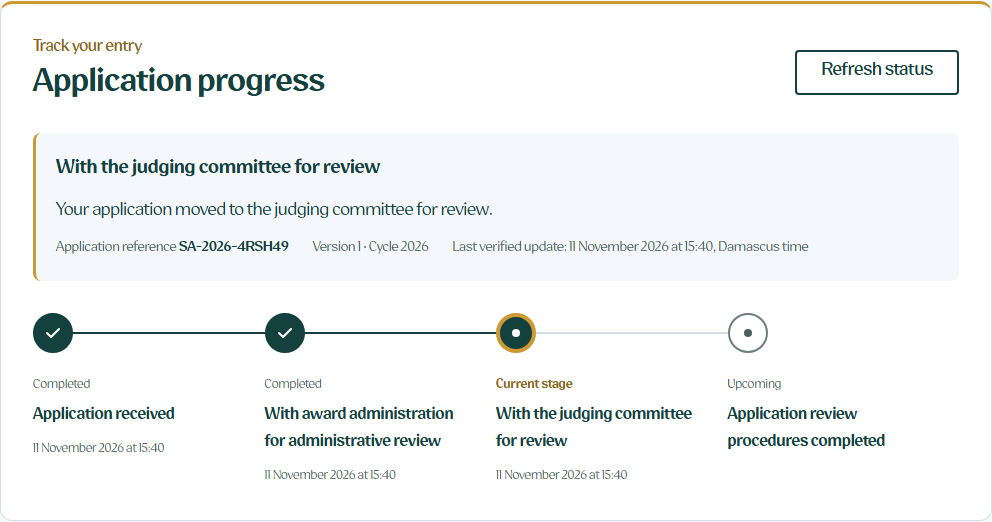 Track your entry
Application progress
Refresh status
With the judging committee for review
Your application moved to the judging committee for review.
Application reference SA-2026-4RSH49 Version 1 · Cycle 2026 Last verified update: 11 November 2026 at 15:40, Damascus time
Completed
Application received
11 November 2026 at 15:40
Completed
With award administration
for administrative review
11 November 2026 at 15:40
Current stage
With the judging committee
for review
11 November 2026 at 15:40
Upcoming
Application review
procedures completed